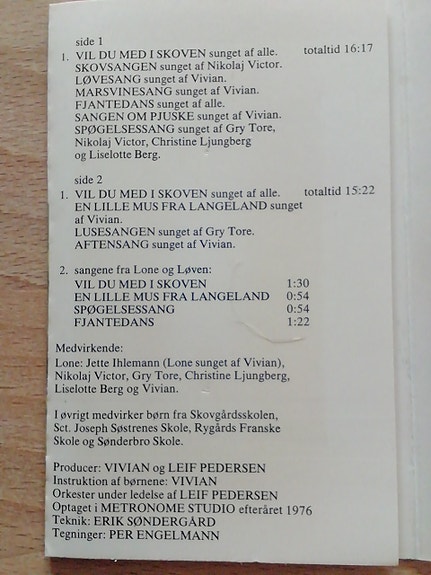 side 1
1. VIL DU MED I SKOVEN sunget af alle. totaltid 16:17
SKOVSANGEN sunget af Nikolaj Victor.
LØVESANG sunget af Vivian.
MARSVINESANG sunget af Vivian.
FJANTEDANS sunget af alle.
SANGEN OM PJUSKE sunget af Vivian.
SPØGELSESSANG sunget af Gry Tore,
Nikolaj Victor, Christine Ljungberg
og Liselotte Berg.
side 2
1. VIL DU MED I SKOVEN sunget af alle. totaltid 15:22
EN LILLE MUS FRA LANGELAND sunget
af Vivian.
LUSESANGEN sunget af Gry Tore.
AFTENSANG sunget af Vivian.
2. sangene fra Lone og Løven:
VIL DU MED I SKOVEN 1:30
EN LILLE MUS FRA LANGELAND 0:54
SPØGELSESSANG 0:54
FJANTEDANS 1:22
Medvirkende:
Lone: Jette Ihlemann (Lone sunget af Vivian),
Nikolaj Victor, Gry Tore, Christine Ljungberg,
Liselotte Berg og Vivian.
I øvrigt medvirker børn fra Skovgårdsskolen,
Sct. Joseph Søstrenes Skole, Rygårds Franske
Skole og Sønderbro Skole.
Producer: VIVIAN og LEIF PEDERSEN
Instruktion af børnene: VIVIAN
Orkester under ledelse af LEIF PEDERSEN
Optaget i METRONOME STUDIO efteråret 1976
Teknik: ERIK SØNDERGÅRD
Tegninger: PER ENGELMANN